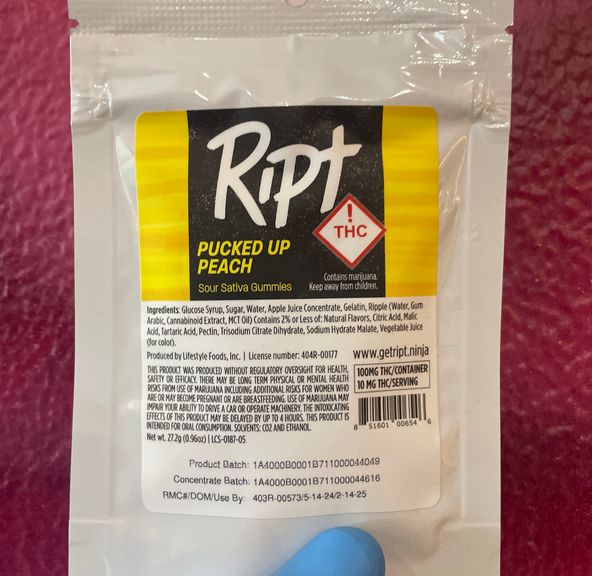 Ript
! 
THC
PUCKED UP
PEACH
Sour Sativa Gummies
Contains marijuana.
Keep away from children.
Ingredients: Glucose Syrup, Sugar, Water, Apple Juice Concentrate, Gelatin, Ripple (Water, Gum
Arabic, Cannabinoid Extract, MCT Oil) Contains 2% or Less of: Natural Flavors, Citric Acid, Malic
Acid, Tartaric Acid, Pectin, Trisodium Citrate Dihydrate, Sodium Hydrate Malate, Vegetable Juice
(for color).
Produced by Lifestyle Foods, Inc. | License number: 404R-00177
www.getript.ninja
THIS PRODUCT WAS PRODUCED WITHOUT REGULATORY OVERSIGHT FOR HEALTH,
SAFETY OR EFFICACY. THERE MAY BE LONG TERM PHYSICAL OR MENTAL HEALTH
RISKS FROM USE OF MARIJUANA INCLUDING ADDITIONAL RISKS FOR WOMEN WHO
ARE OR MAY BECOME PREGNANT OR ARE BREASTFEEDING. USE OF MARIJUANA MAY
IMPAIR YOUR ABILITY TO DRIVE A CAR OR OPERATE MACHINERY. THE INTOXICATING
EFFECTS OF THIS PRODUCT MAY BE DELAYED BY UP TO 4 HOURS. THIS PRODUCT IS
INTENDED FOR ORAL CONSUMPTION. SOLVENTS: CO2 AND ETHANOL.
Net wt. 27.2g (0.96oz) | LCS-0187-05
100MG THC/CONTAINER
10 MG THC/SERVING
8 51601 00654 6
Product Batch: 1A4000B0001B711000044049
Concentrate Batch: 1A4000B0001B711000044616
RMC#/DOM/Use By: 403R-00573/5-14-24/2-14-25